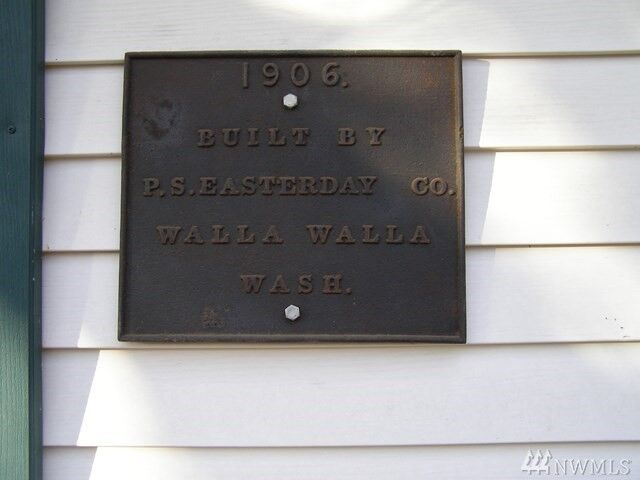 1906.
BUILT BY
P.S.EASTERDAY CO.
WALLA WALLA
WASH.
NWMLS